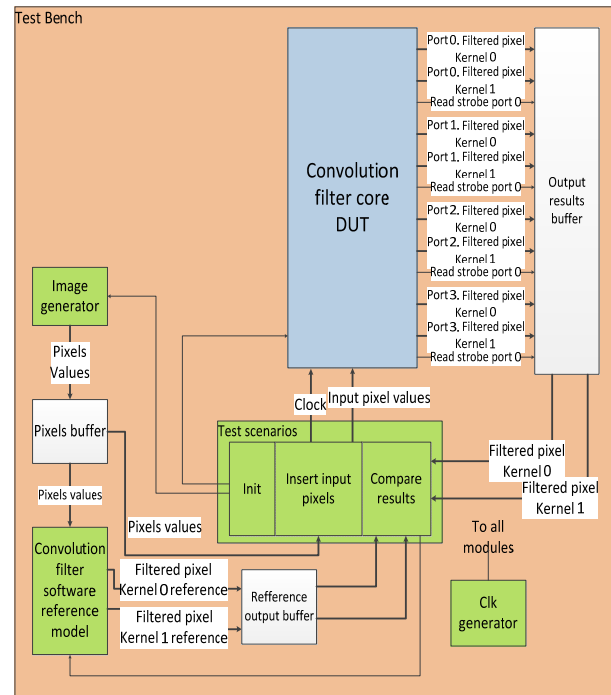 Test Bench
Port 0. Filtered pixel
Kernel 0
Port 0. Filtered pixel
Kernel 1
Read strobe port 0
Port 1. Filtered pixel
Kernel 0
Port 1. Filtered pixel
Kernel 1
Read strobe port 0
Port 2. Filtered pixel
Kernel 0
Port 2. Filtered pixel
Kernel 1
Read strobe port 0
Port 3. Filtered pixel
Kernel 0
Port 3. Filtered pixel
Kernel 1
Read strobe port 0
Convolution
filter core
DUT
Output
results
buffer
Image
generator
Pixels
Values
Pixels buffer
Pixels values
Clock
Input pixel values
Test scenarios
Init
Insert input
pixels
Compare
results
Filtered pixel
Kernel 0
Filtered pixel
Kernel 1
Pixels values
Convolution
filter
software
reference
model
Filtered pixel
Kernel 0 reference
Filtered pixel
Kernel 1 reference
Refference
output buffer
To all
modules
Clk
generator